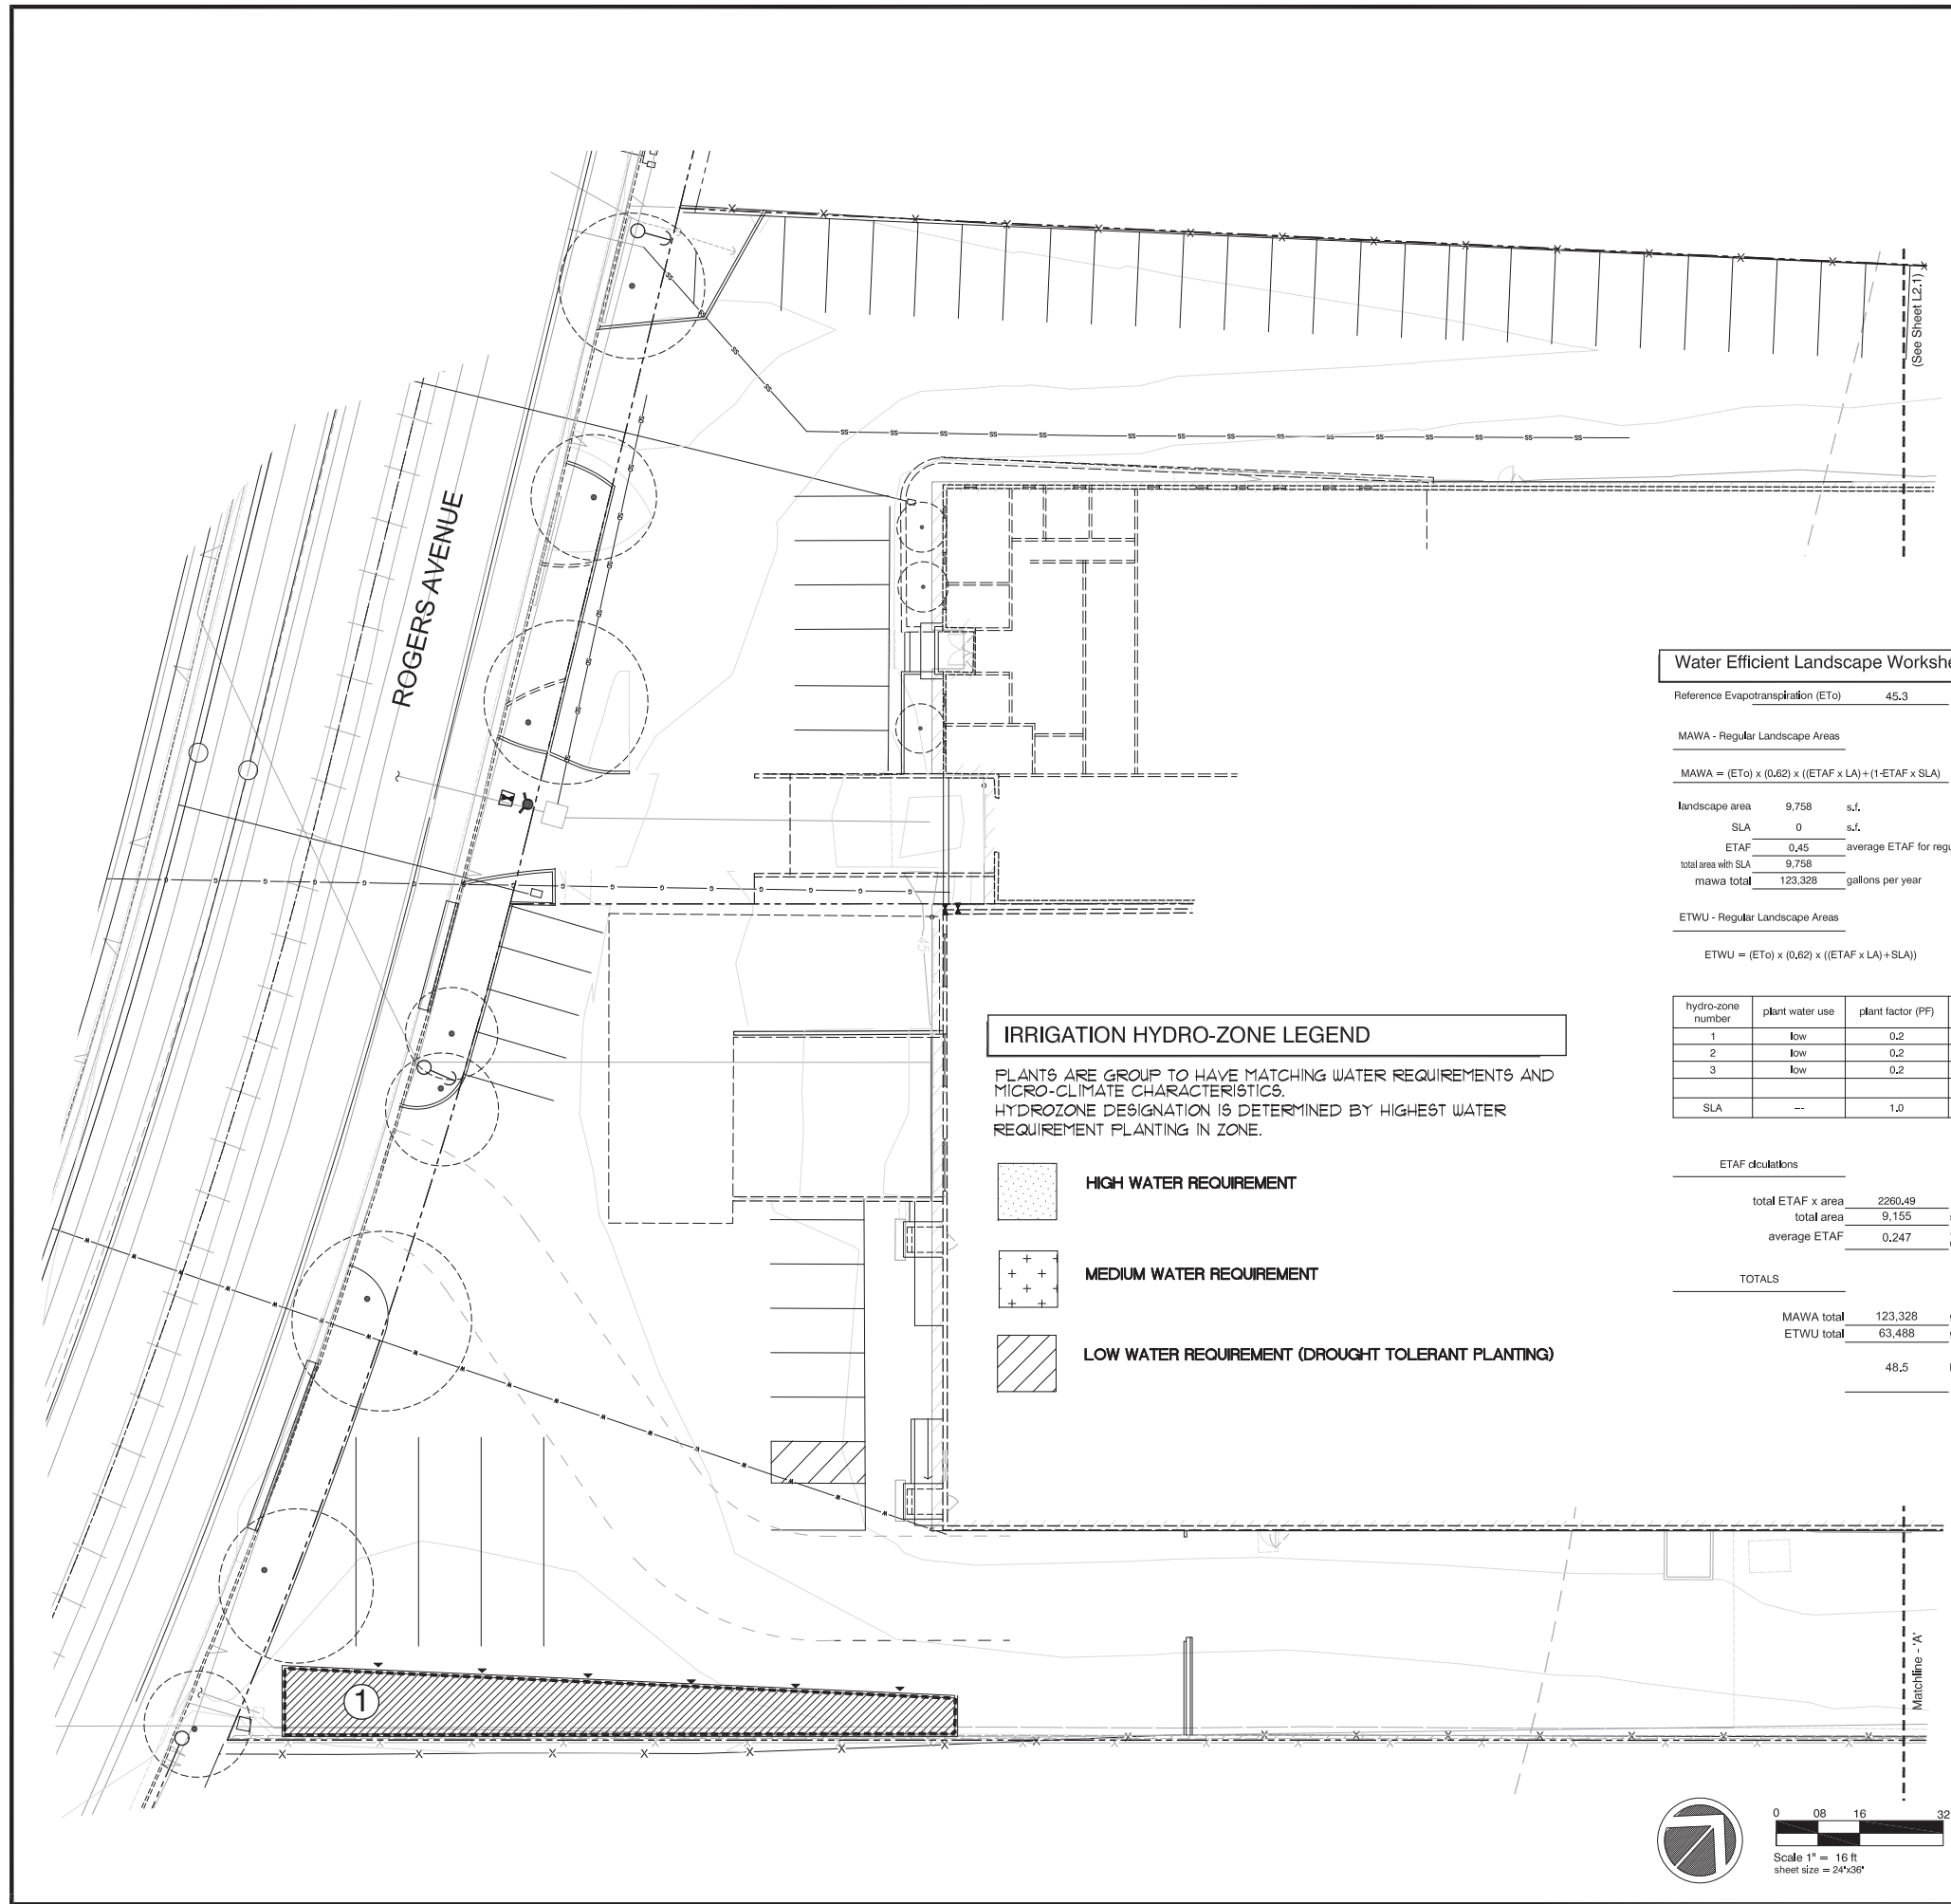 (See Sheet L2.1)
ROGERS AVENUE
Water Efficient Landscape Workshe
Reference Evapotranspiration (ETo) 45.3
MAWA - Regular Landscape Areas
MAWA = (ETo) x (0.62) x ((ETAF x LA)+(1-ETAF x SLA)
landscape area 9,758 s.f.
SLA 0 s.f.
ETAF 0.45 average ETAF for regu
total area with SLA 9,758
mawa total 123,328 gallons per year
ETWU - Regular Landscape Areas
ETWU = (ETo) x (0.62) x ((ETAF x LA)+SLA))
hydro-zone number plant water use plant factor (PF)
1 low 0.2
2 low 0.2
3 low 0.2
SLA --- 1.0
ETAF clculations
total ETAF x area 2260.49
total area 9,155
average ETAF 0.247
TOTALS
MAWA total 123,328
ETWU total 63,488
48.5
45
IRRIGATION HYDRO-ZONE LEGEND
PLANTS ARE GROUP TO HAVE MATCHING WATER REQUIREMENTS AND
MICRO-CLIMATE CHARACTERISTICS.
HYDROZONE DESIGNATION IS DETERMINED BY HIGHEST WATER
REQUIREMENT PLANTING IN ZONE.
HIGH WATER REQUIREMENT
MEDIUM WATER REQUIREMENT
LOW WATER REQUIREMENT (DROUGHT TOLERANT PLANTING)
1
Matchline - 'A'
0 08 16 32
Scale 1" = 16 ft
sheet size = 24"x36"